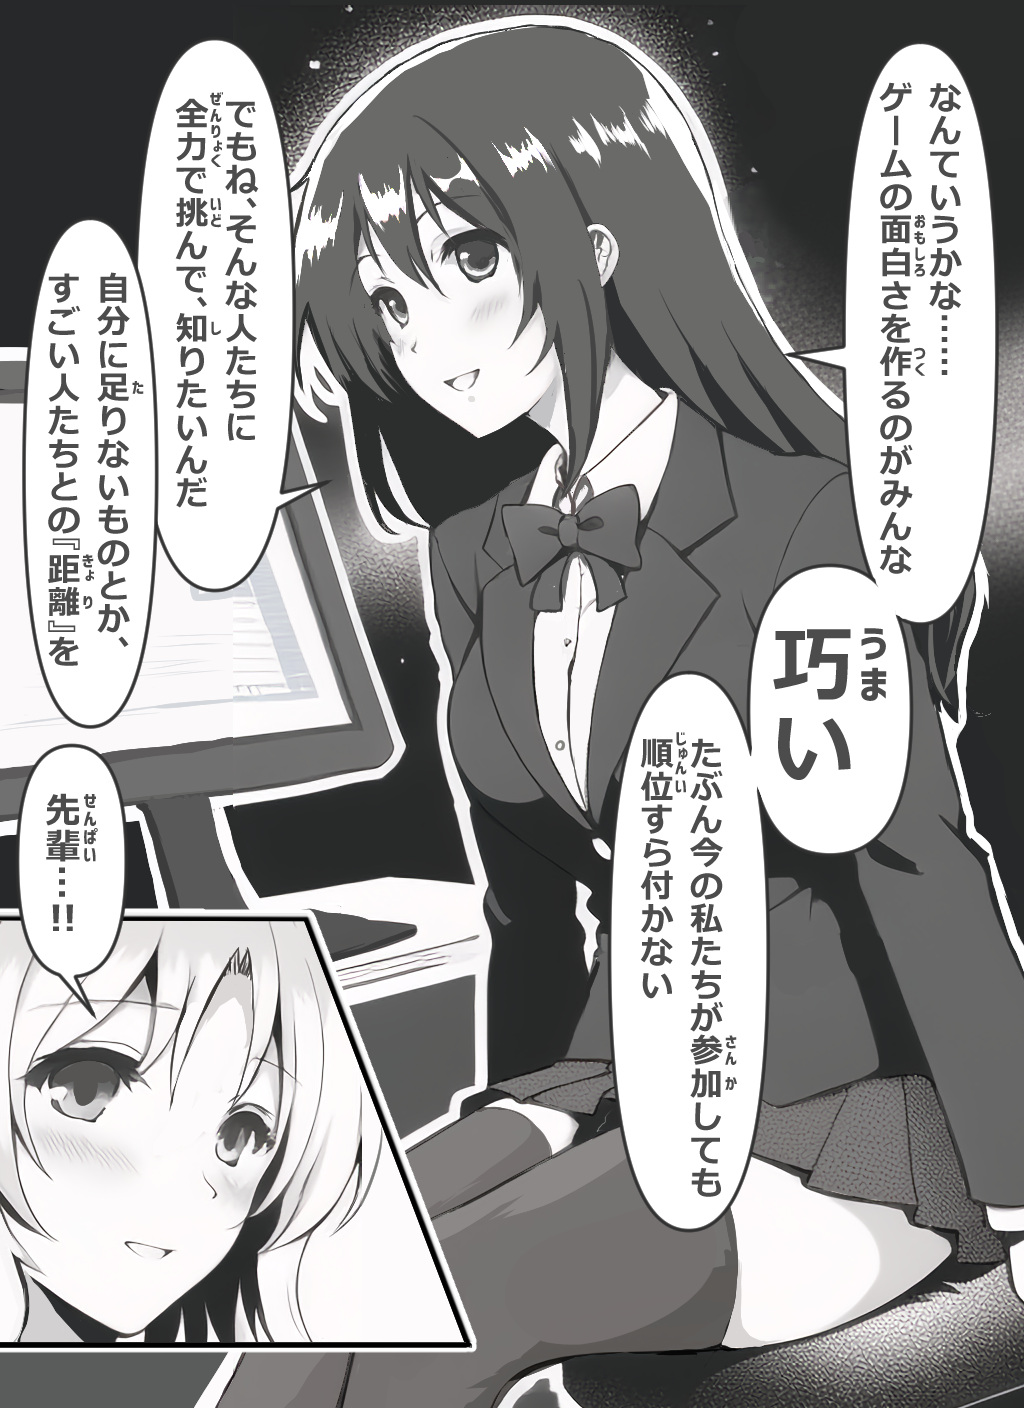 なんていうかな……
ゲームの面白さを作るのがみんな
巧い
たぶん今の私たちが参加しても
順位すら付かない
でもね、そんな人たちに
全力で挑んで、知りたいんだ
自分に足りないものとか、
すごい人たちとの『距離』を
先輩…!!